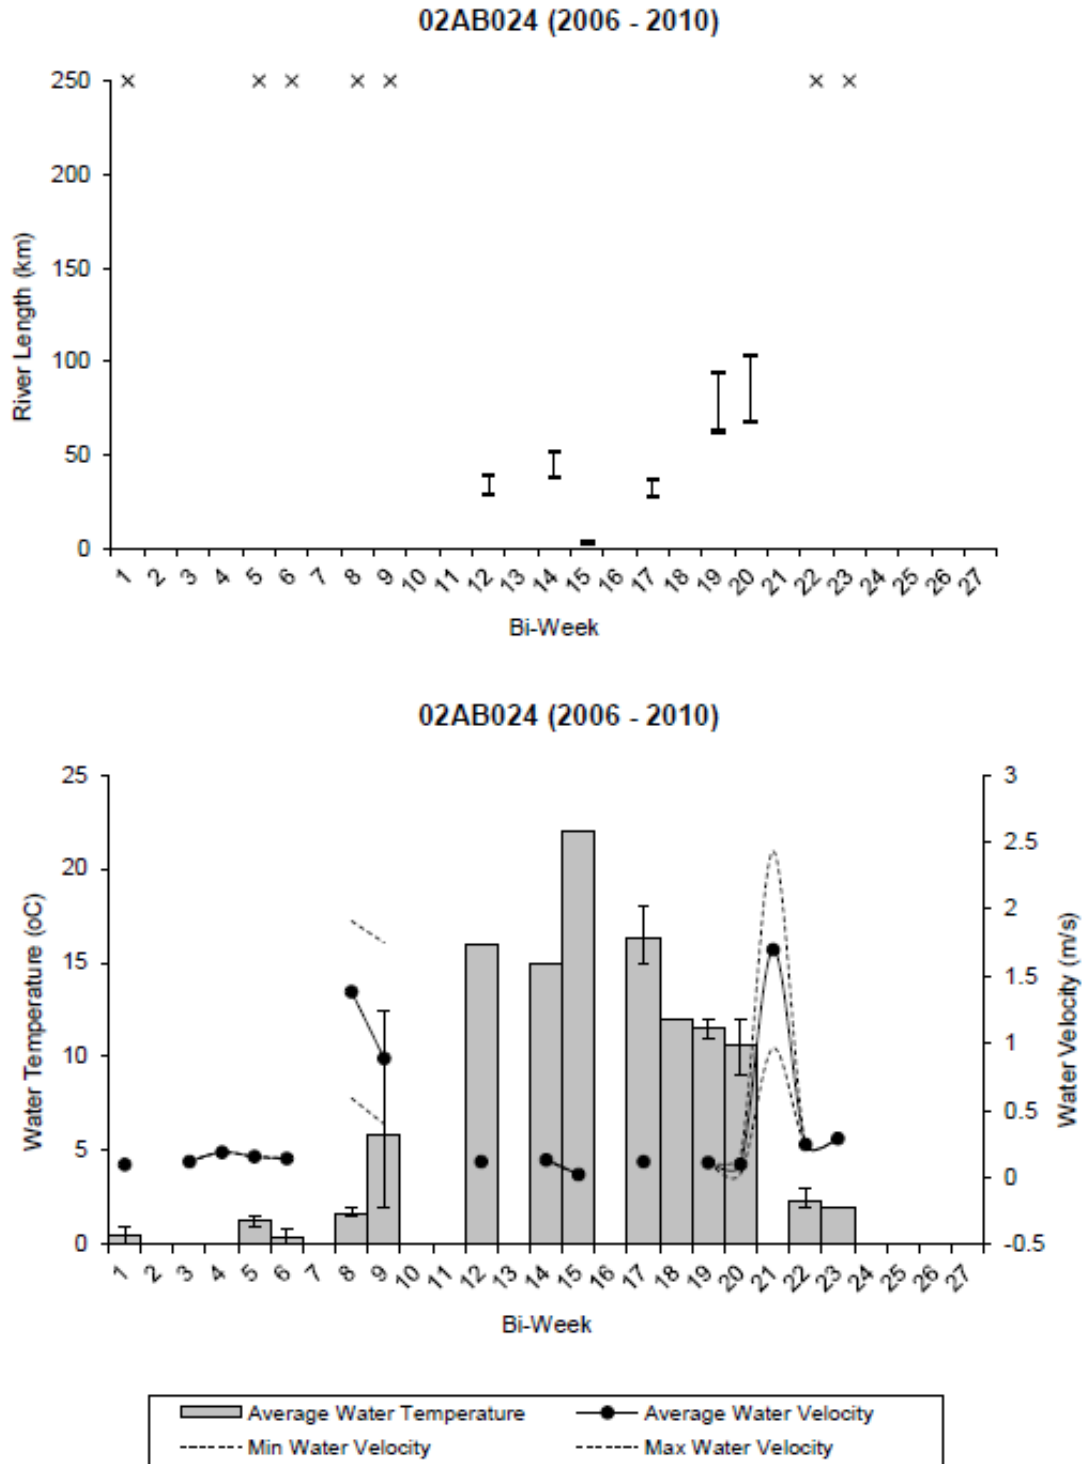 02AB024 (2006 - 2010)
250
200
150
100
50
0
River Length (km)
1 2 3 4 5 6 7 8 9 10 11 12 13 14 15 16 17 18 19 20 21 22 23 24 25 26 27
Bi-Week
02AB024 (2006 - 2010)
25
20
15
10
5
0
Water Temperature (oC)
3
2.5
2
1.5
1
0.5
0
-0.5
Water Velocity (m/s)
1 2 3 4 5 6 7 8 9 10 11 12 13 14 15 16 17 18 19 20 21 22 23 24 25 26 27
Bi-Week
Average Water Temperature
Average Water Velocity
Min Water Velocity
Max Water Velocity